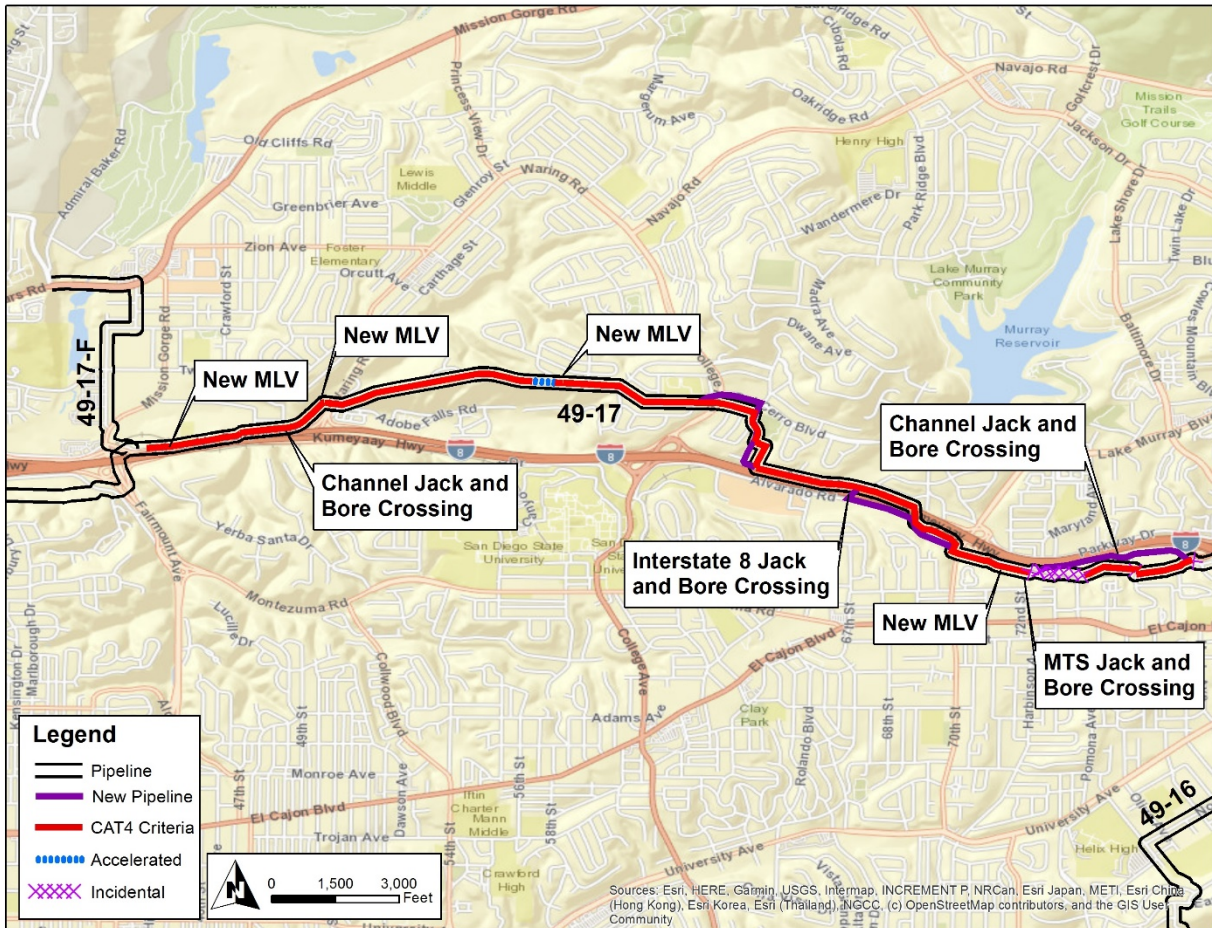 Mission Gorge Rd
Cibola Rd
Navajo Rd
Golfcrest Dr
Mission
Trails
Golf Course
Jackson Dr
Princess View Dr
Margerum Ave
Oakridge Rd
Henry High
Park Ridge Blvd
Admiral Baker Rd
Old Cliffs Rd
Lewis
Middle
Glenroy St
Waring Rd
Navajo Rd
Wandermere Dr
Lake Shore Dr
Twin Lake Dr
Greenbrier Ave
Zion Ave
Foster
Elementary
Orcutt Ave
Carthage St
Crawford St
Madra Ave
Dwane Ave
Lake Murray
Community
Park
Murray
Reservoir
Baltimore Dr
Cowles Mountain
Mission Gorge Rd
49-17-F
New MLV
New MLV
New MLV
49-17
College
Adobe Falls Rd
Kumeyaay Hwy
8
8
Channel Jack and
Bore Crossing
Channel Jack and
Bore Crossing
Lake Murray Blvd
Alvarado Rd
Hwy
Maryland Ave
Parkway Dr
8
Fairmount Ave
Yerba Santa Dr
San Diego State
University
Interstate 8 Jack
and Bore Crossing
New MLV
MTS Jack and
Bore Crossing
Montezuma Rd
Lucille Dr
Collwood Blvd
College Ave
El Cajon Blvd
67th St
72nd St
El Cajon
Kensington Dr
Marlborough Dr
49th St
Adams Ave
Clay
Park
Rolando Blvd
68th St
70th St
Pomona Ave
Legend
Pipeline
New Pipeline
CAT4 Criteria
Accelerated
Incidental
Monroe Ave
47th St
El Cajon Blvd
Dawson Ave
Iftin
Charter
Mann
Middle
56th St
58th St
Trojan Ave
54th St
University Ave
University Ave
Crawford
High
Helix High
49-16
N
0 1,500 3,000
Feet
Sources: Esri, HERE, Garmin, USGS, Intermap, INCREMENT P, NRCan, Esri Japan, METI, Esri China
(Hong Kong), Esri Korea, Esri (Thailand), NGCC, (c) OpenStreetMap contributors, and the GIS User
Community